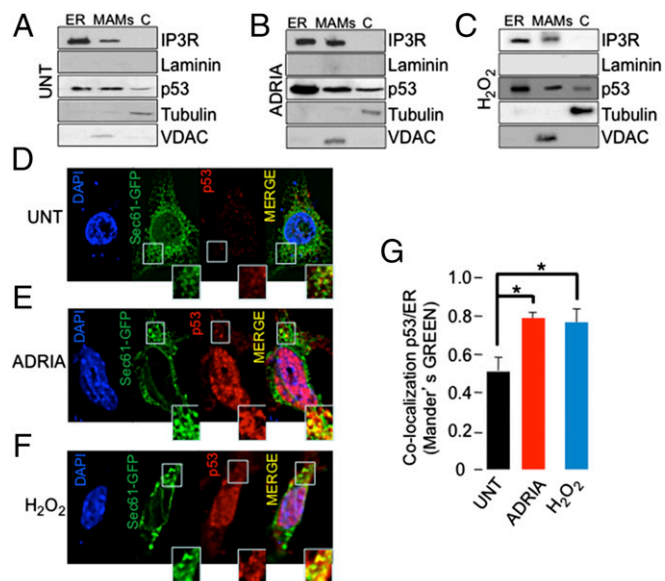 A
ER MAMs C
IP3R
Laminin
p53
Tubulin
VDAC
UNT
B
ER MAMs C
IP3R
Laminin
p53
Tubulin
VDAC
ADRIA
C
ER MAMs C
IP3R
Laminin
p53
Tubulin
VDAC
H₂O₂
D
UNT
DAPI
Sec61-GFP
p53
MERGE
E
ADRIA
DAPI
Sec61-GFP
p53
MERGE
F
H₂O₂
DAPI
Sec61-GFP
p53
MERGE
G
Co-localization p53/ER
(Mander's GREEN)
1.0
0.8
0.6
0.4
0.2
0
*
*
UNT
ADRIA
H₂O₂